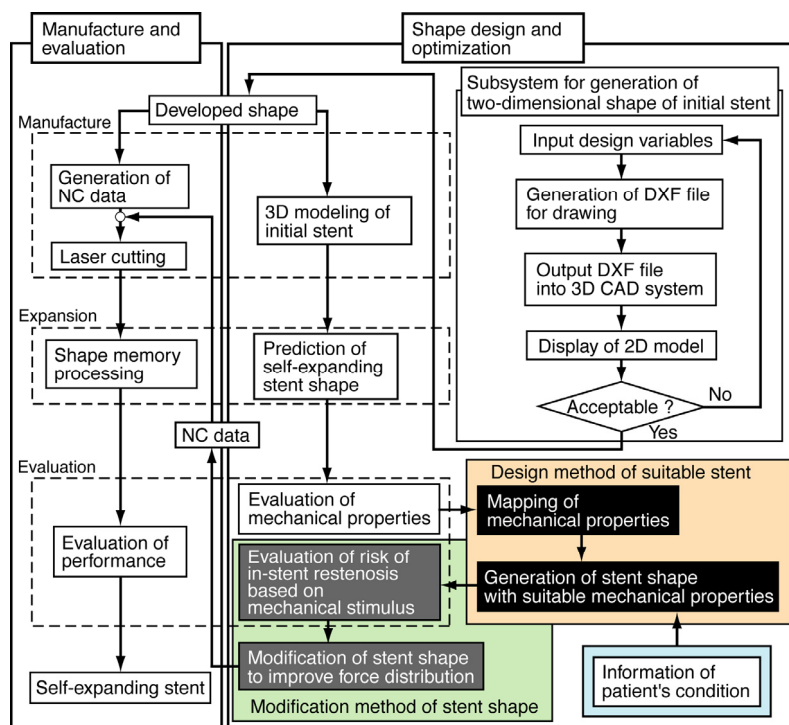 Manufacture and
evaluation
Shape design and
optimization
Subsystem for generation of
two-dimensional shape of initial stent
Developed shape
Manufacture
Input design variables
Generation of
NC data
Generation of DXF file
for drawing
3D modeling of
initial stent
Laser cutting
Output DXF file
into 3D CAD system
Expansion
Shape memory
processing
Prediction of
self-expanding
stent shape
Display of 2D model
Acceptable ?
No
Yes
NC data
Evaluation
Design method of suitable stent
Evaluation of
mechanical properties
Mapping of
mechanical properties
Evaluation of
performance
Evaluation of risk of
in-stent restenosis
based on
mechanical stimulus
Generation of stent shape
with suitable mechanical properties
Modification of stent shape
to improve force distribution
Information of
patient's condition
Self-expanding stent
Modification method of stent shape